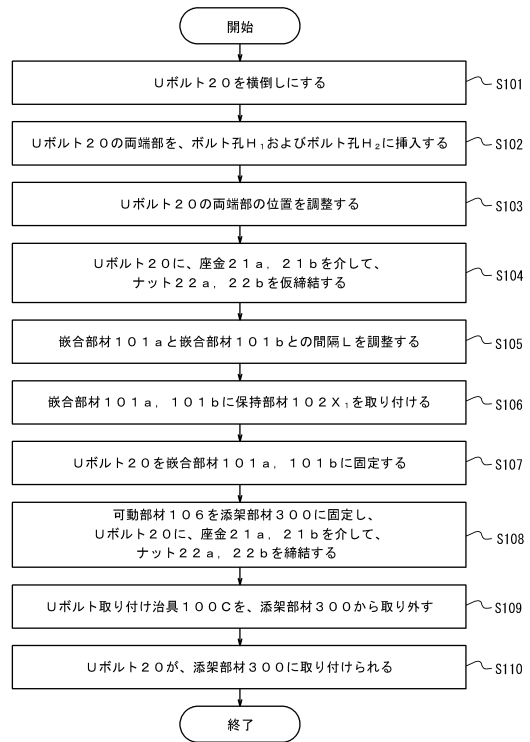 開始
Uボルト20を横倒しにする
S101
Uボルト20の両端部を、ボルト孔H₁およびボルト孔H₂に挿入する
S102
Uボルト20の両端部の位置を調整する
S103
Uボルト20に、座金21a, 21bを介して、
ナット22a, 22bを仮締結する
S104
嵌合部材101aと嵌合部材101bとの間隔Lを調整する
S105
嵌合部材101a, 101bに保持部材102X₁を取り付ける
S106
Uボルト20を嵌合部材101a, 101bに固定する
S107
可動部材106を添架部材300に固定し、
Uボルト20に、座金21a, 21bを介して、
ナット22a, 22bを締結する
S108
Uボルト取り付け治具100Cを、添架部材300から取り外す
S109
Uボルト20が、添架部材300に取り付けられる
S110
終了